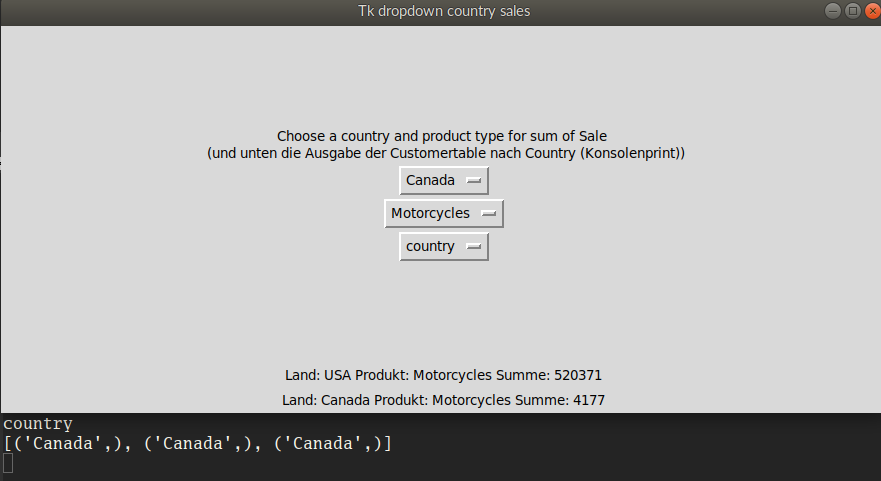 Tk dropdown country sales
Choose a country and product type for sum of Sale
(und unten die Ausgabe der Customertable nach Country (Konsolenprint))
Canada
Motorcycles
country
Land: USA Produkt: Motorcycles Summe: 520371
Land: Canada Produkt: Motorcycles Summe: 4177
country
[('Canada',), ('Canada',), ('Canada',)]